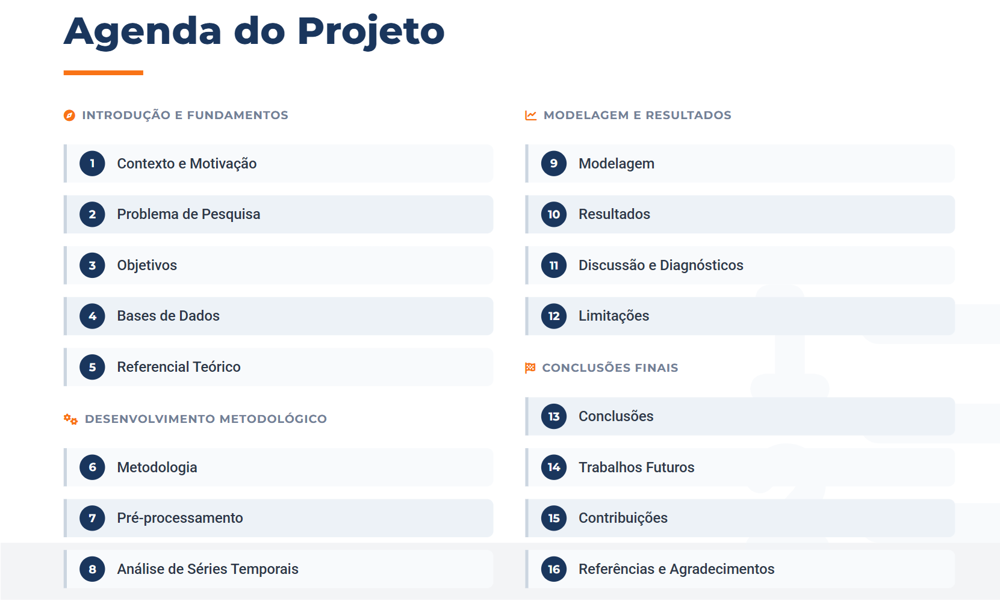 Agenda do Projeto
INTRODUÇÃO E FUNDAMENTOS
1 Contexto e Motivação
2 Problema de Pesquisa
3 Objetivos
4 Bases de Dados
5 Referencial Teórico
DESENVOLVIMENTO METODOLÓGICO
6 Metodologia
7 Pré-processamento
8 Análise de Séries Temporais
MODELAGEM E RESULTADOS
9 Modelagem
10 Resultados
11 Discussão e Diagnósticos
12 Limitações
CONCLUSÕES FINAIS
13 Conclusões
14 Trabalhos Futuros
15 Contribuições
16 Referências e Agradecimentos